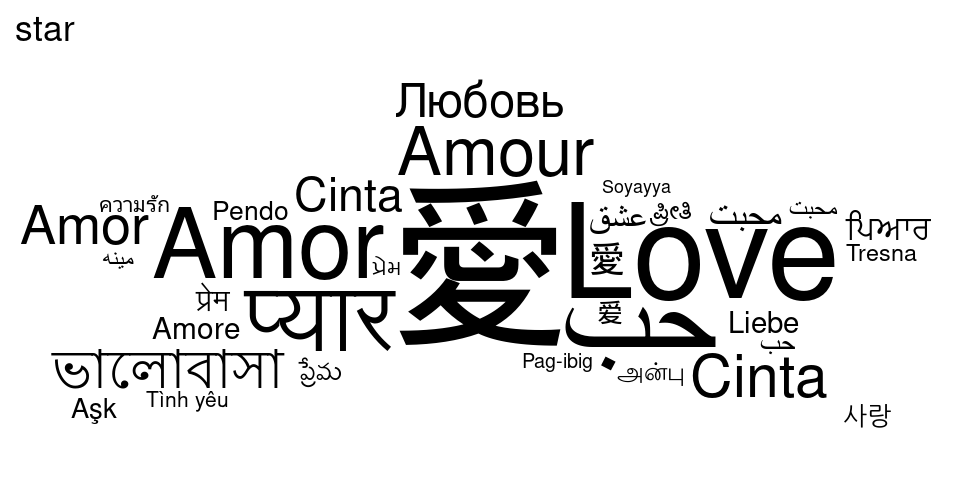 star
Любовь
Amour
Cinta
Soyayya
ความรัก
Pendo
Amor
Amor
愛
Love
عشق
ప్రీతి
محبت
محبت
ਪਿਆਰ
مينه
પ્રેમ
愛
Tresna
प्रेम
प्यार
爱
حب
Amore
Liebe
حب
ভালোবাসা
ప్రేమ
Pag-ibig
அன்பு
Cinta
Aşk
Tình yêu
사랑